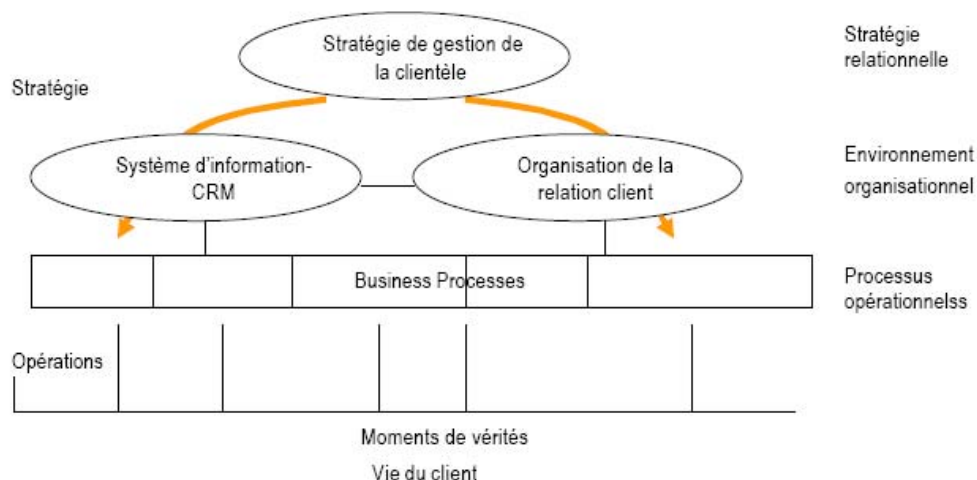 Stratégie de gestion de
la clientèle
Stratégie
relationnelle
Stratégie
Système d'information-
CRM
Organisation de la
relation client
Environnement
organisationnel
Business Processes
Processus
opérationnelss
Opérations
Moments de vérités
Vie du client